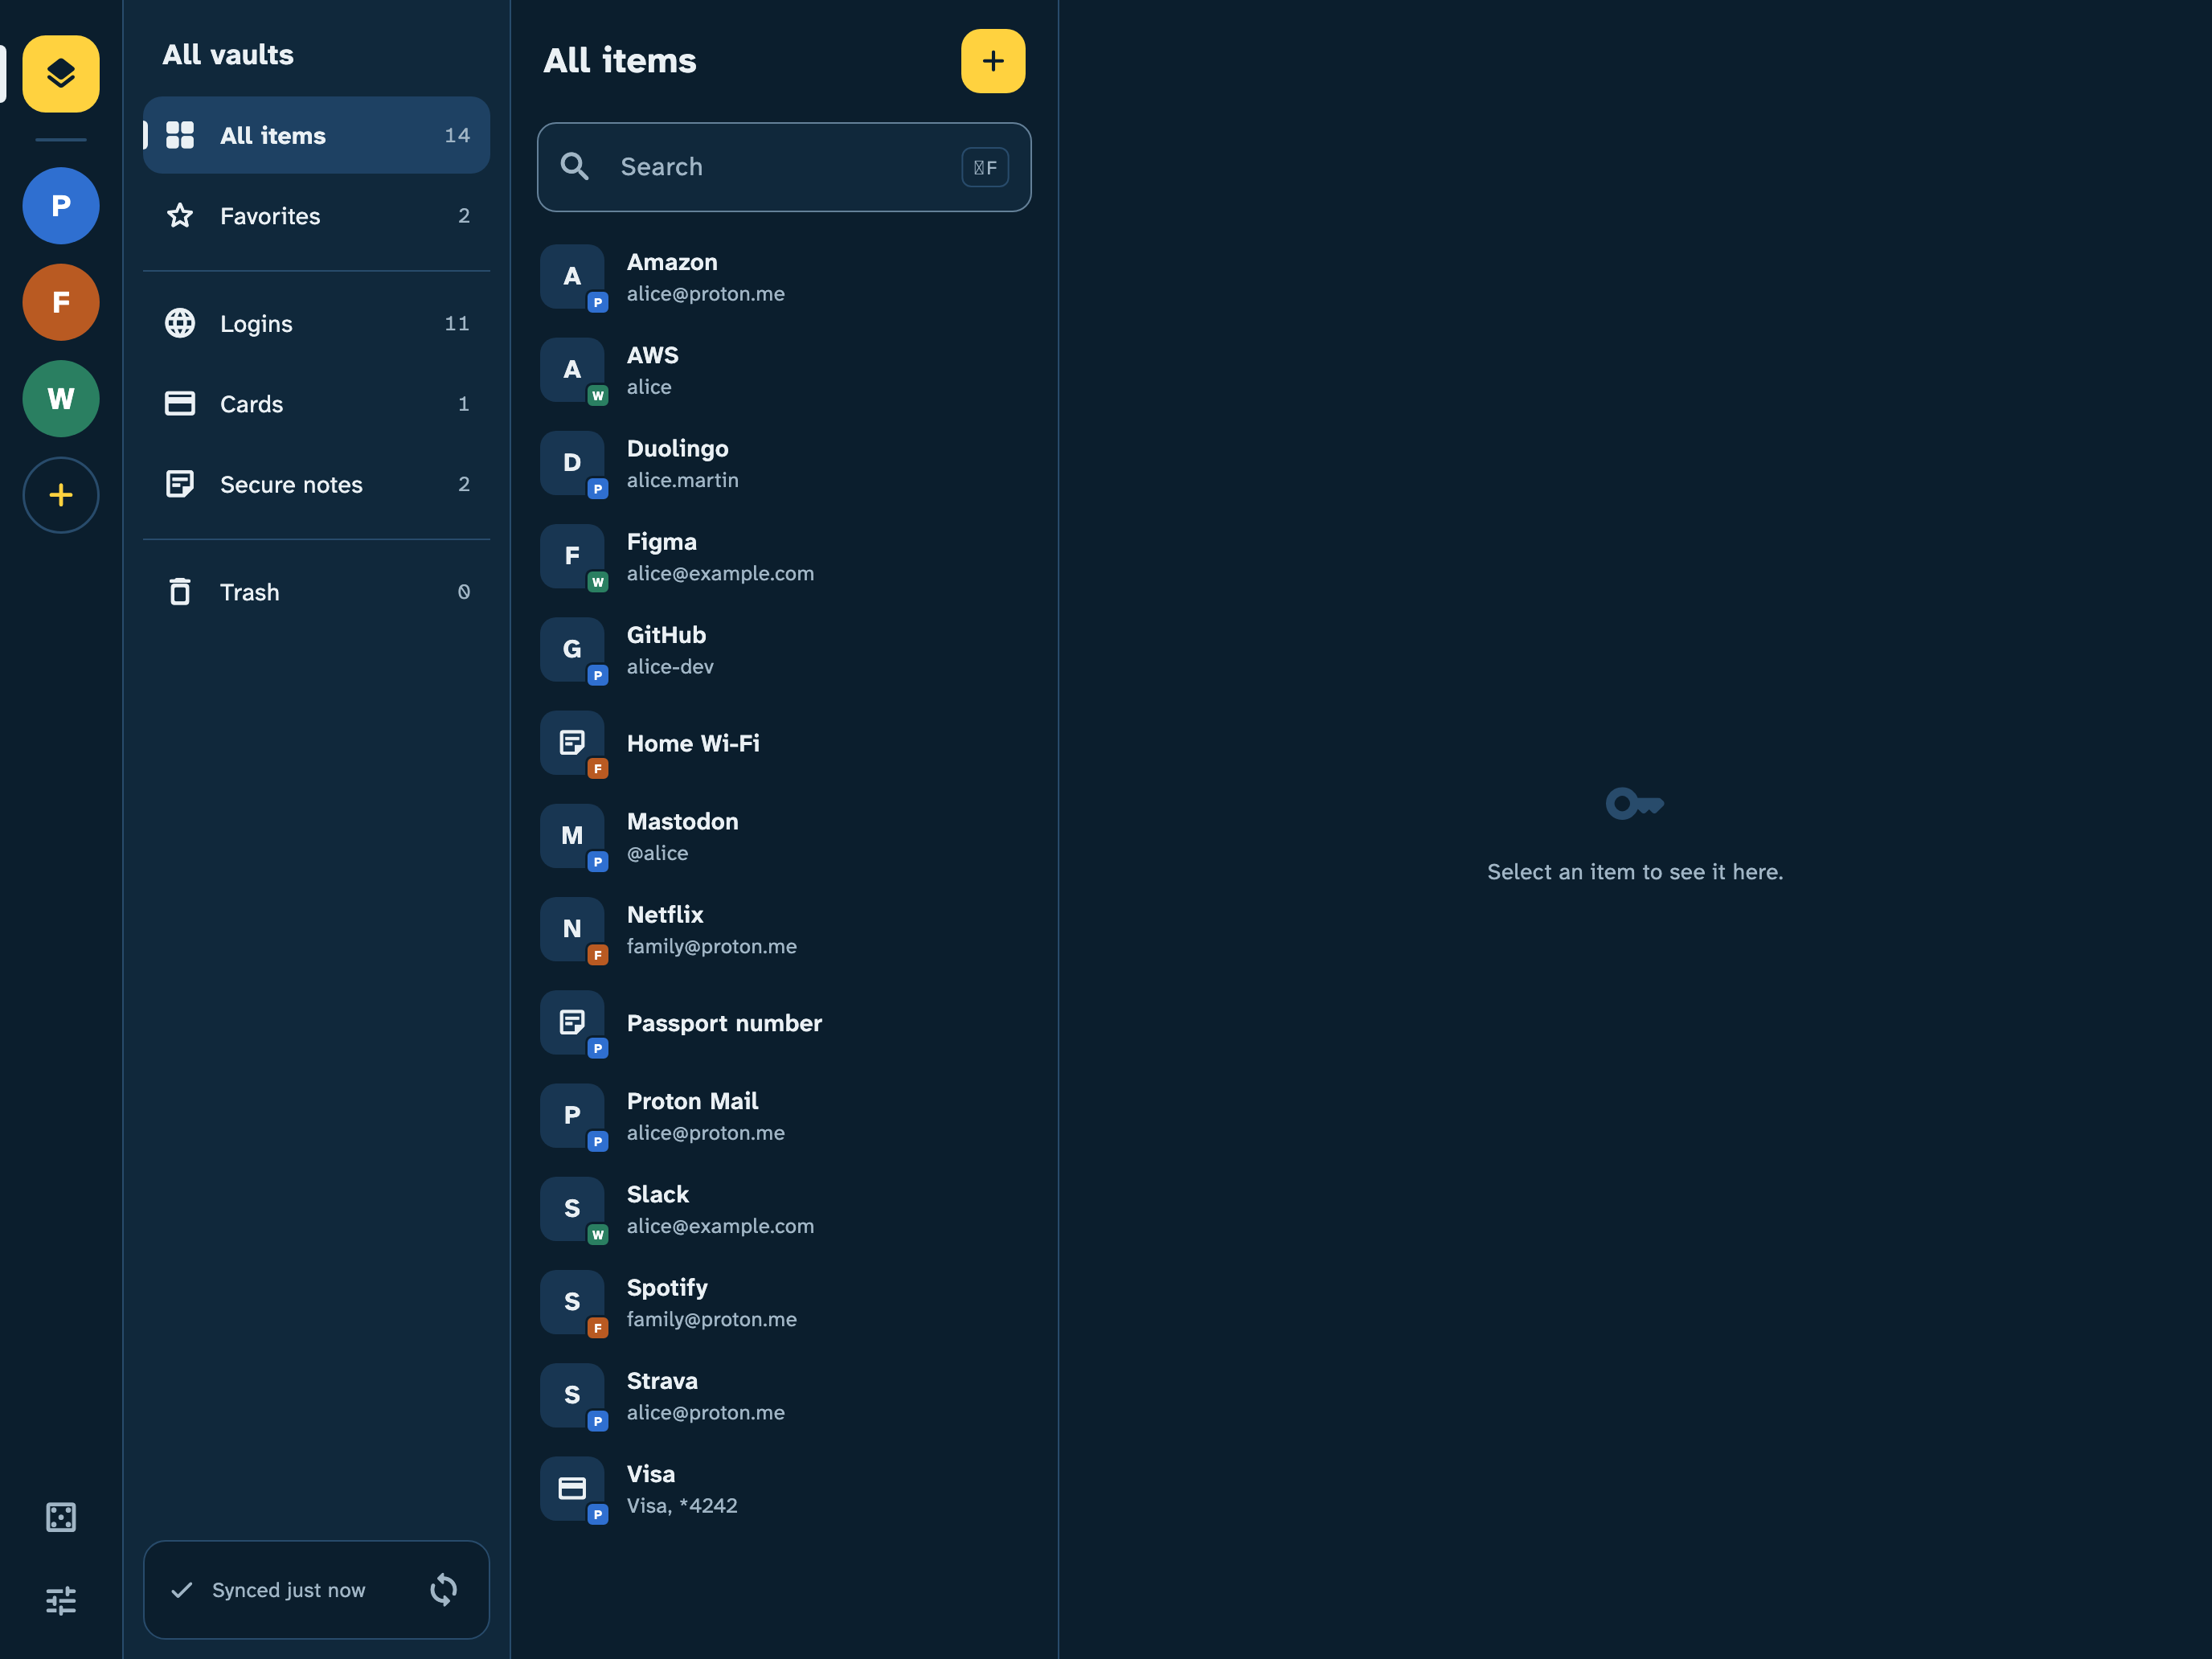 All vaults
All items 14
Favorites 2
Logins 11
Cards 1
Secure notes 2
Trash 0
Synced just now
P
F
W
All items
Search
F
A P Amazon
alice@proton.me
A W AWS
alice
D P Duolingo
alice.martin
F W Figma
alice@example.com
G P GitHub
alice-dev
F Home Wi-Fi
M P Mastodon
@alice
N F Netflix
family@proton.me
P Passport number
P P Proton Mail
alice@proton.me
S W Slack
alice@example.com
S F Spotify
family@proton.me
S P Strava
alice@proton.me
P Visa
Visa, *4242
Select an item to see it here.